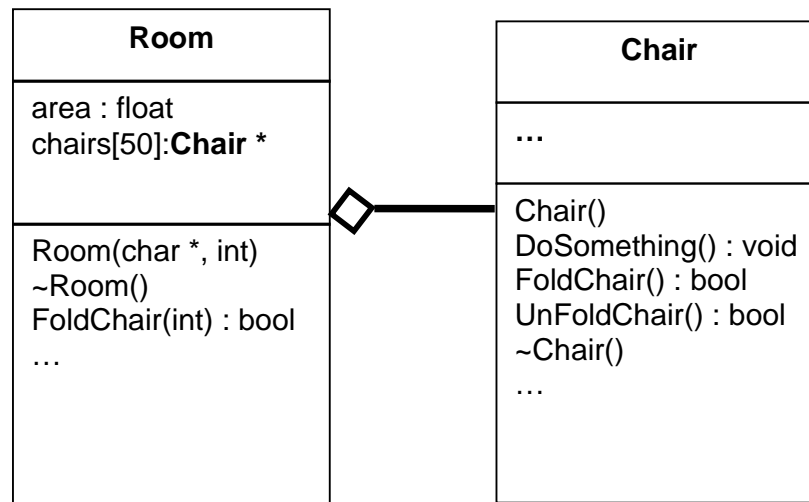 Room
area : float
chairs[50]:Chair *
Room(char *, int)
~Room()
FoldChair(int) : bool
…
Chair
…
Chair()
DoSomething() : void
FoldChair() : bool
UnFoldChair() : bool
~Chair()
…